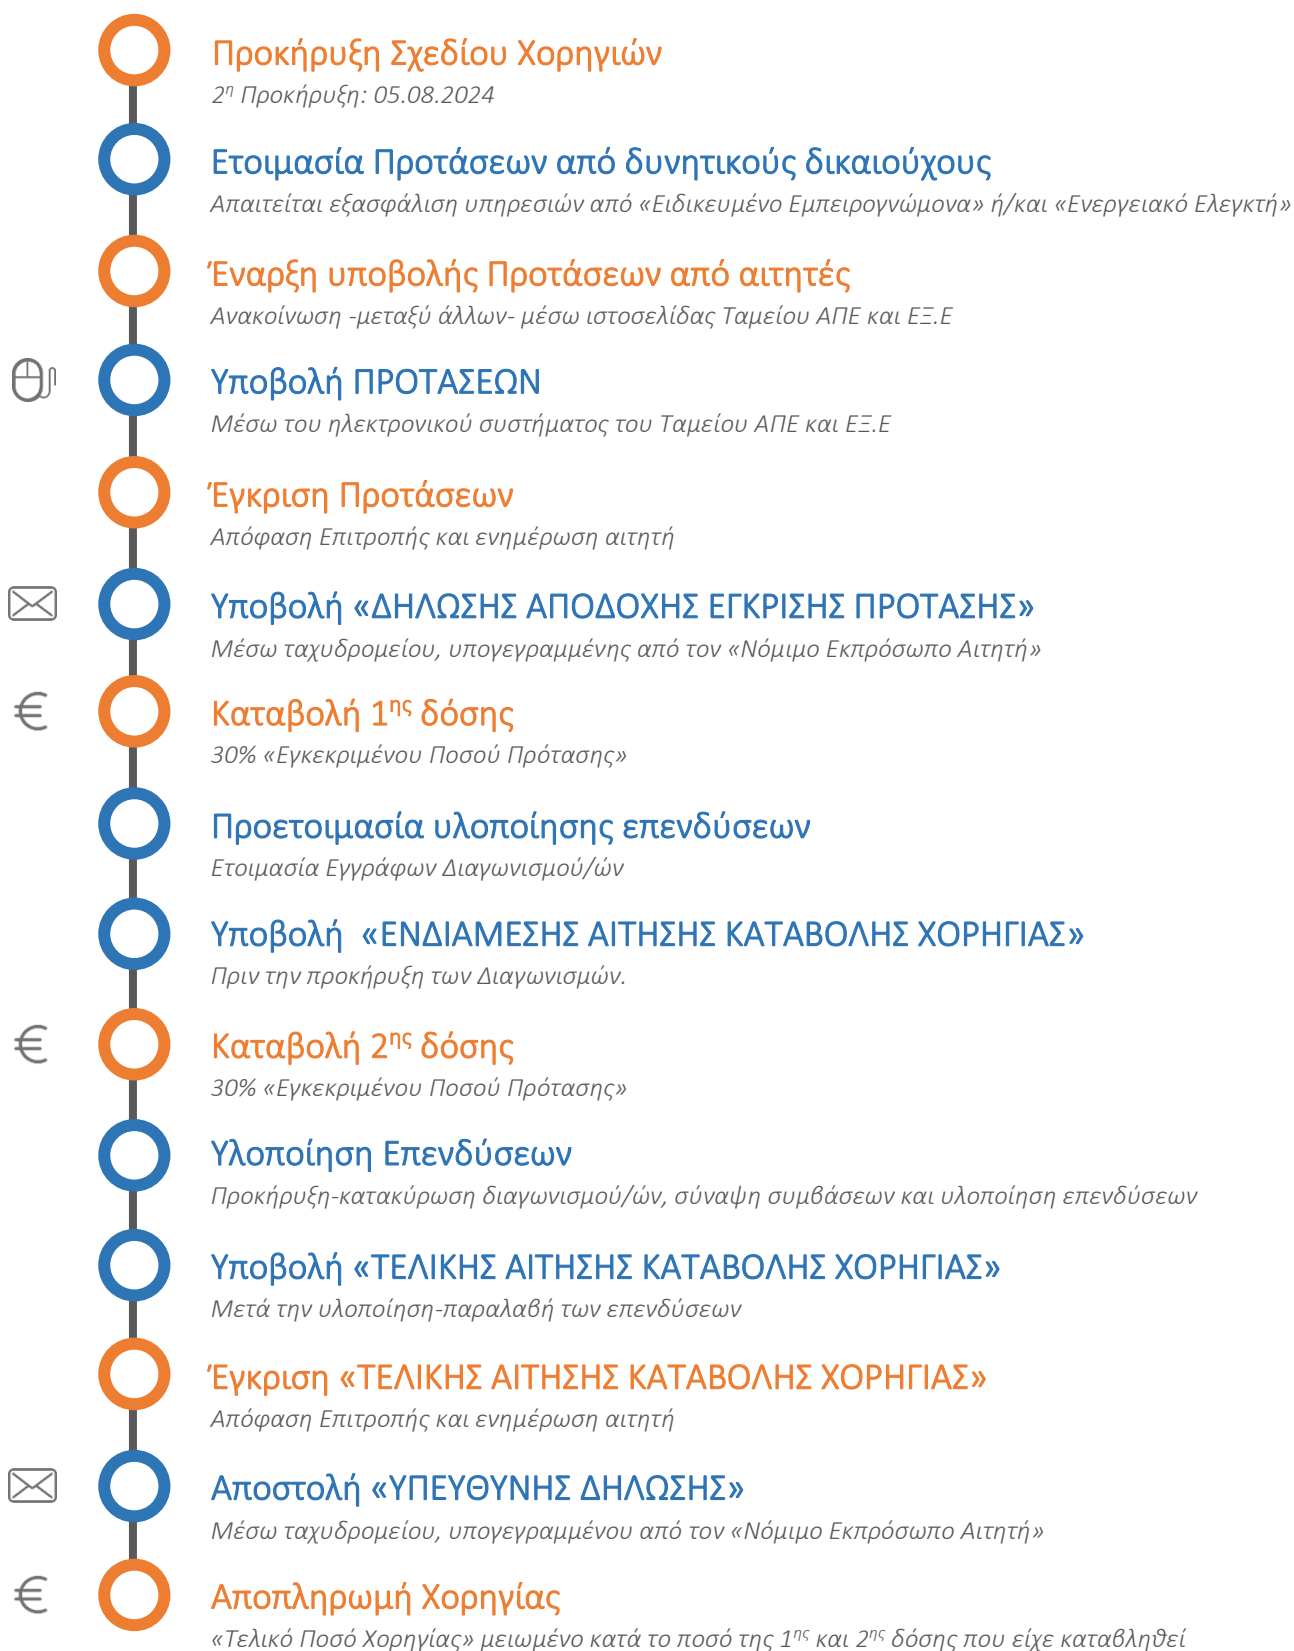 Προκήρυξη Σχεδίου Χορηγιών
2η Προκήρυξη: 05.08.2024
Ετοιμασία Προτάσεων από δυνητικούς δικαιούχους
Απαιτείται εξασφάλιση υπηρεσιών από «Ειδικευμένο Εμπειρογνώμονα» ή/και «Ενεργειακό Ελεγκτή»
Έναρξη υποβολής Προτάσεων από αιτητές
Ανακοίνωση -μεταξύ άλλων- μέσω ιστοσελίδας Ταμείου ΑΠΕ και ΕΞ.Ε
Υποβολή ΠΡΟΤΑΣΕΩΝ
Μέσω του ηλεκτρονικού συστήματος του Ταμείου ΑΠΕ και ΕΞ.Ε
Έγκριση Προτάσεων
Απόφαση Επιτροπής και ενημέρωση αιτητή
Υποβολή «ΔΗΛΩΣΗΣ ΑΠΟΔΟΧΗΣ ΕΓΚΡΙΣΗΣ ΠΡΟΤΑΣΗΣ»
Μέσω ταχυδρομείου, υπογεγραμμένης από τον «Νόμιμο Εκπρόσωπο Αιτητή»
€ Καταβολή 1ης δόσης
30% «Εγκεκριμένου Ποσού Πρότασης»
Προετοιμασία υλοποίησης επενδύσεων
Ετοιμασία Εγγράφων Διαγωνισμού/ών
Υποβολή «ΕΝΔΙΑΜΕΣΗΣ ΑΙΤΗΣΗΣ ΚΑΤΑΒΟΛΗΣ ΧΟΡΗΓΙΑΣ»
Πριν την προκήρυξη των Διαγωνισμών.
€ Καταβολή 2ης δόσης
30% «Εγκεκριμένου Ποσού Πρότασης»
Υλοποίηση Επενδύσεων
Προκήρυξη-κατακύρωση διαγωνισμού/ών, σύναψη συμβάσεων και υλοποίηση επενδύσεων
Υποβολή «ΤΕΛΙΚΗΣ ΑΙΤΗΣΗΣ ΚΑΤΑΒΟΛΗΣ ΧΟΡΗΓΙΑΣ»
Μετά την υλοποίηση-παραλαβή των επενδύσεων
Έγκριση «ΤΕΛΙΚΗΣ ΑΙΤΗΣΗΣ ΚΑΤΑΒΟΛΗΣ ΧΟΡΗΓΙΑΣ»
Απόφαση Επιτροπής και ενημέρωση αιτητή
Αποστολή «ΥΠΕΥΘΥΝΗΣ ΔΗΛΩΣΗΣ»
Μέσω ταχυδρομείου, υπογεγραμμένου από τον «Νόμιμο Εκπρόσωπο Αιτητή»
€ Αποπληρωμή Χορηγίας
«Τελικό Ποσό Χορηγίας» μειωμένο κατά το ποσό της 1ης και 2ης δόσης που είχε καταβληθεί